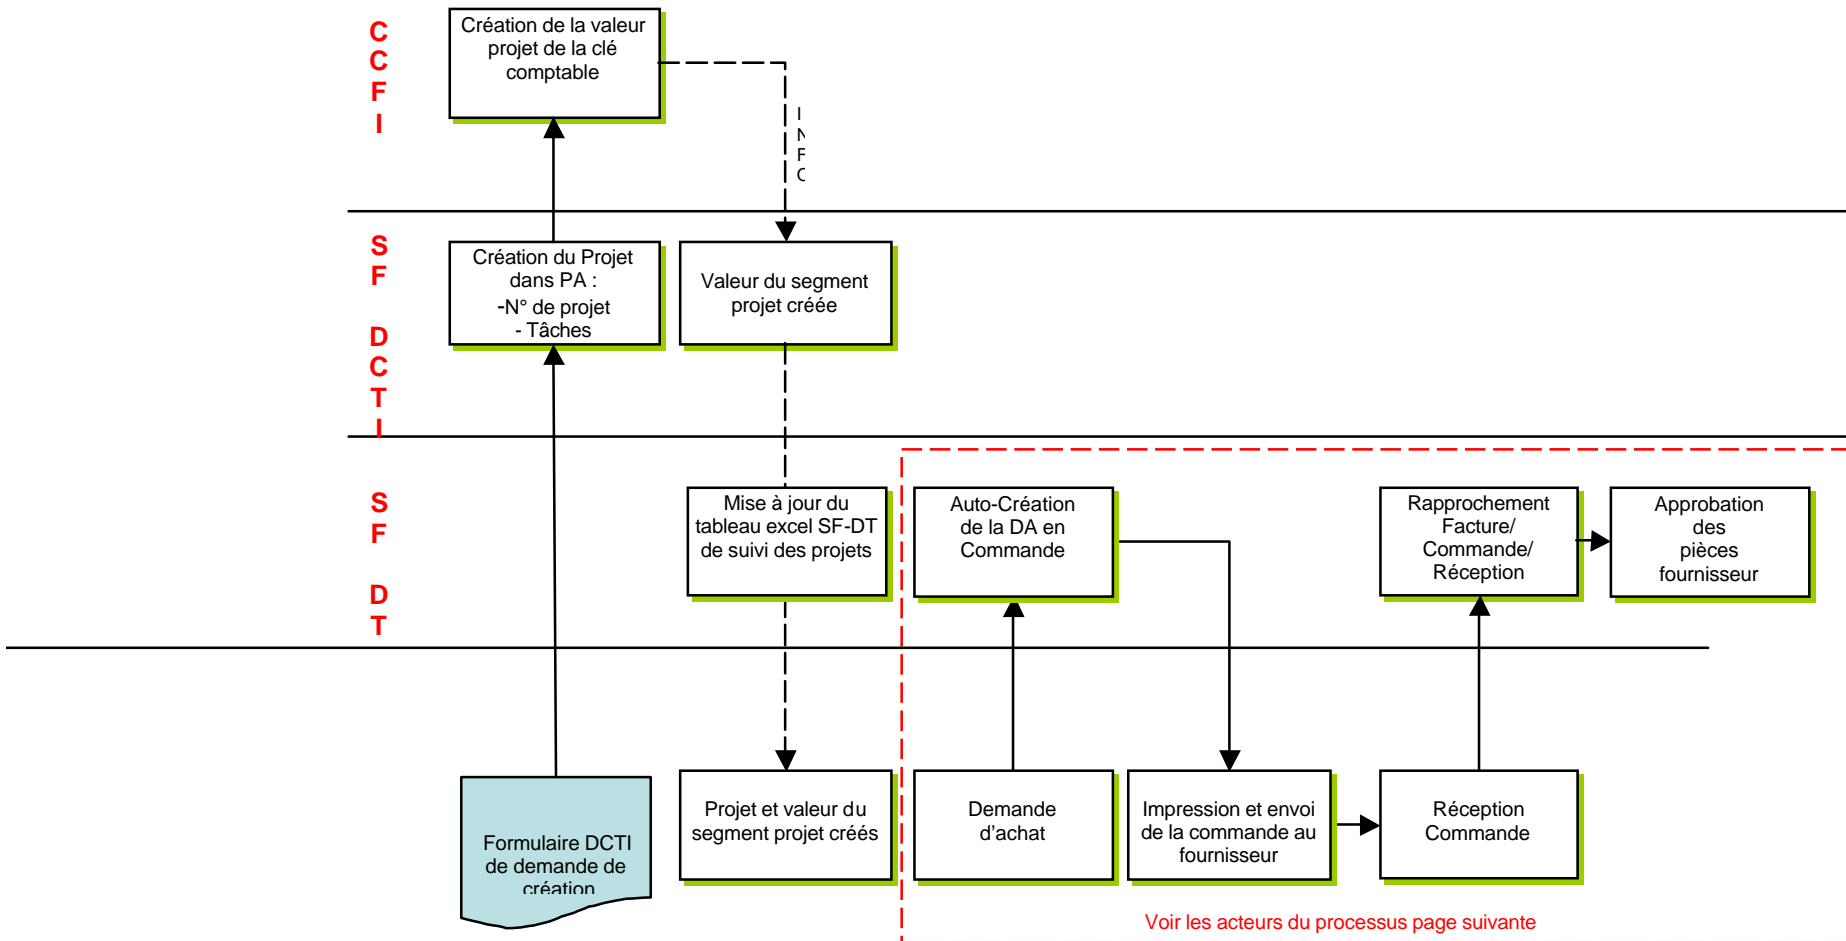 C
C
F
I
Création de la valeur
projet de la clé
comptable
I
N
F
S
F
D
C
T
I
Création du Projet
dans PA :
-N° de projet
- Tâches
Valeur du segment
projet créée
S
F
D
T
Mise à jour du
tableau excel SF-DT
de suivi des projets
Auto-Création
de la DA en
Commande
Rapprochement
Facture/
Commande/
Réception
Approbation
des
pièces
fournisseur
Formulaire DCTI
de demande de
création
Projet et valeur du
segment projet créés
Demande
d'achat
Impression et envoi
de la commande au
fournisseur
Réception
Commande
Voir les acteurs du processus page suivante